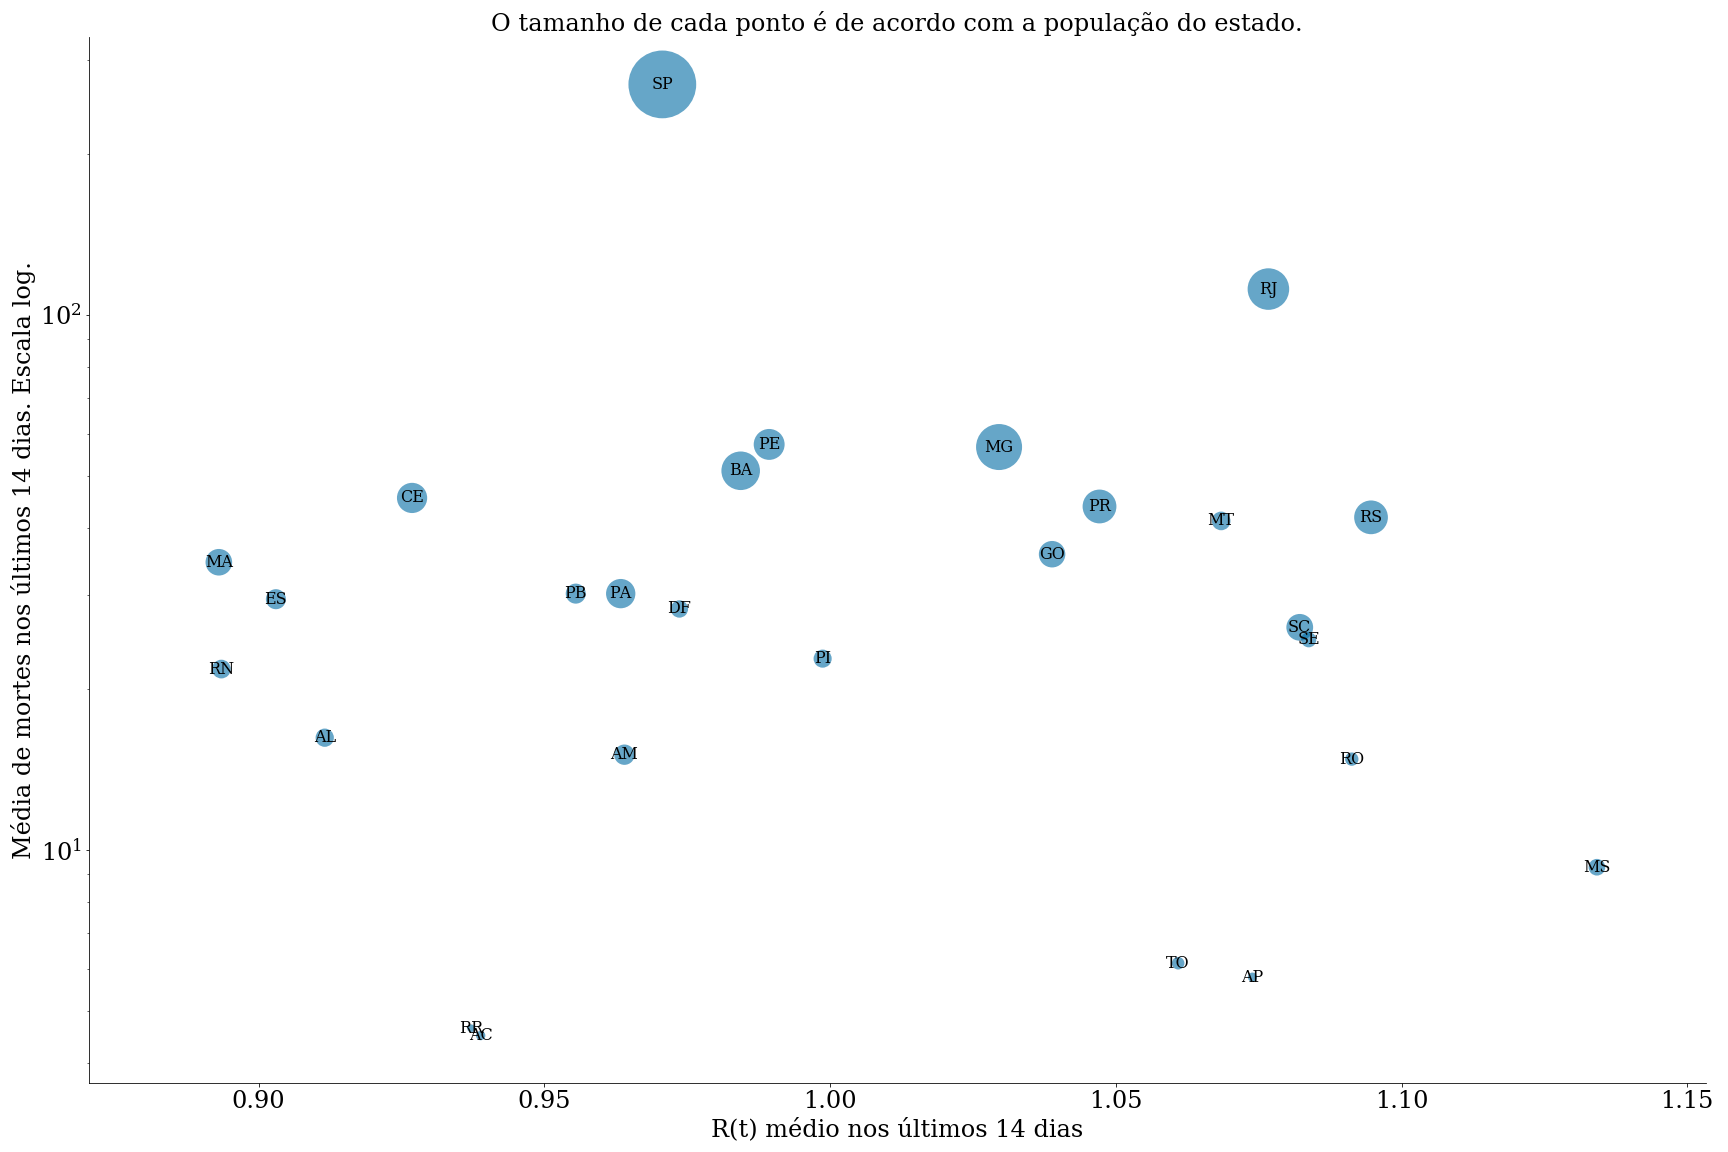 O tamanho de cada ponto é de acordo com a população do estado.
SP
RJ
10²
PE
MG
BA
CE
PR
RS
MT
GO
MA
PB
PA
ES
DF
SC
SE
PI
RN
AL
AM
RO
10¹
MS
TO
AP
RR
AC
Média de mortes nos últimos 14 dias. Escala log.
0.90 0.95 1.00 1.05 1.10 1.15
R(t) médio nos últimos 14 dias